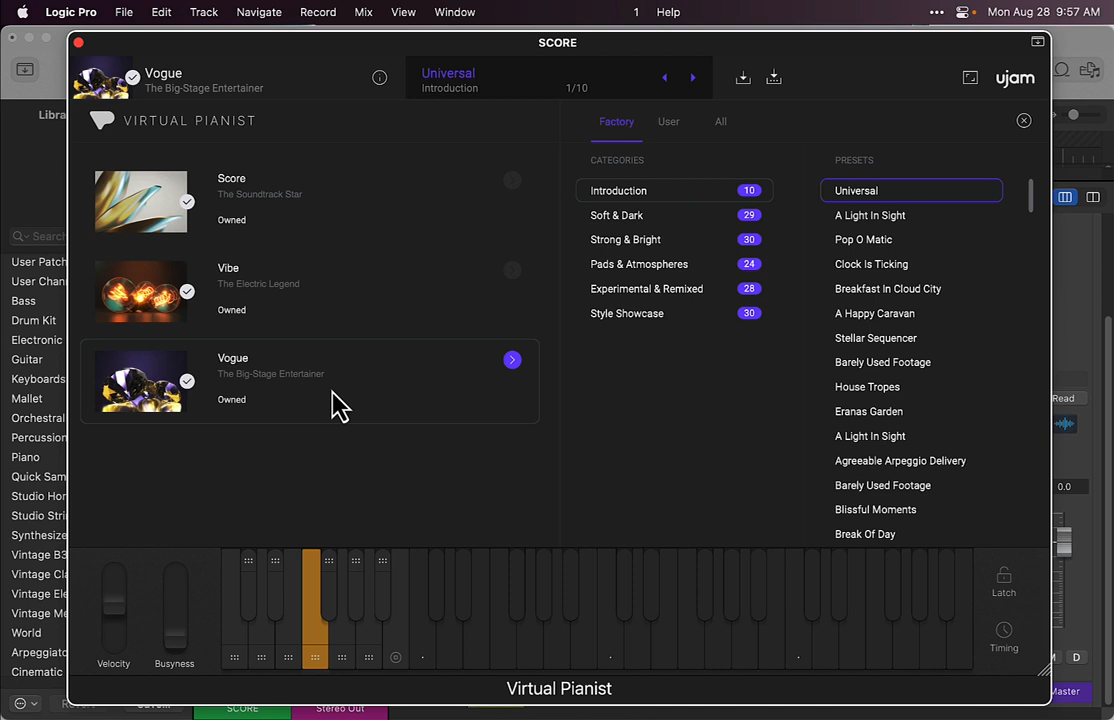 Logic Pro File Edit Track Navigate Record Mix View Window 1 Help Mon Aug 28 9:57 AM
SCORE
Vogue
The Big-Stage Entertainer
Universal
Introduction 1/10
ujam
VIRTUAL PIANIST
Factory User All
CATEGORIES PRESETS
Score
The Soundtrack Star
Owned
Vibe
The Electric Legend
Owned
Vogue
The Big-Stage Entertainer
Owned
Introduction 10
Soft & Dark 29
Strong & Bright 30
Pads & Atmospheres 24
Experimental & Remixed 28
Style Showcase 30
Universal
A Light In Sight
Pop O Matic
Clock Is Ticking
Breakfast In Cloud City
A Happy Caravan
Stellar Sequencer
Barely Used Footage
House Tropes
Eranas Garden
A Light In Sight
Agreeable Arpeggio Delivery
Barely Used Footage
Blissful Moments
Break Of Day
Libra
Search
User Patch
User Chan
Bass
Drum Kit
Electronic
Guitar
Keyboards
Mallet
Orchestral
Percussion
Piano
Quick Sam
Studio Hor
Studio Stri
Synthesize
Vintage B3
Vintage Cla
Vintage Ele
Vintage Me
World
Arpeggiato
Cinematic
Read
0.0
M D
Master
Velocity Busyness
Latch
Timing
Virtual Pianist
SCORE Stereo Out